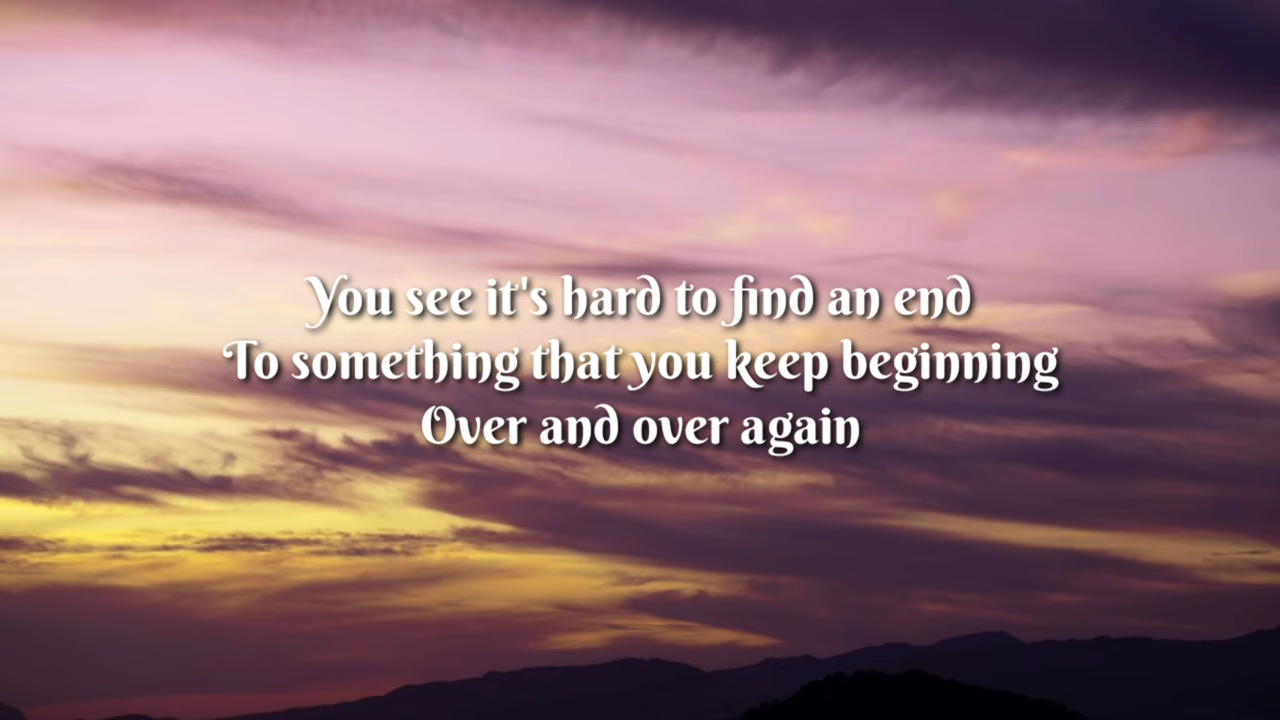 You see it's hard to find an end
To something that you keep beginning
Over and over again